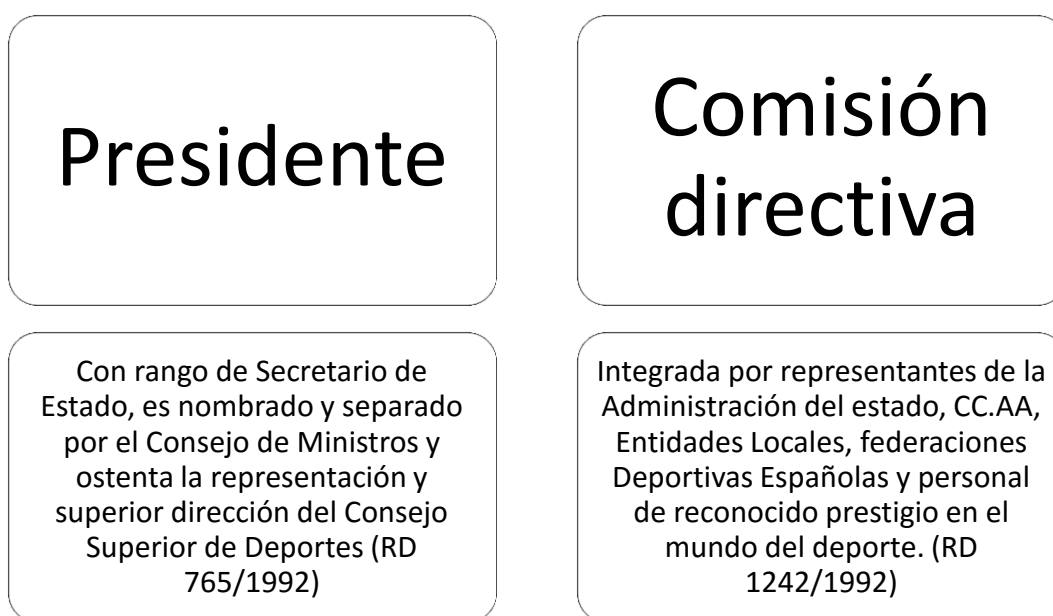 Presidente
Con rango de Secretario de
Estado, es nombrado y separado
por el Consejo de Ministros y
ostenta la representación y
superior dirección del Consejo
Superior de Deportes (RD
765/1992)
Comisión
directiva
Integrada por representantes de la
Administración del estado, CC.AA,
Entidades Locales, federaciones
Deportivas Españolas y personal
de reconocido prestigio en el
mundo del deporte. (RD
1242/1992)